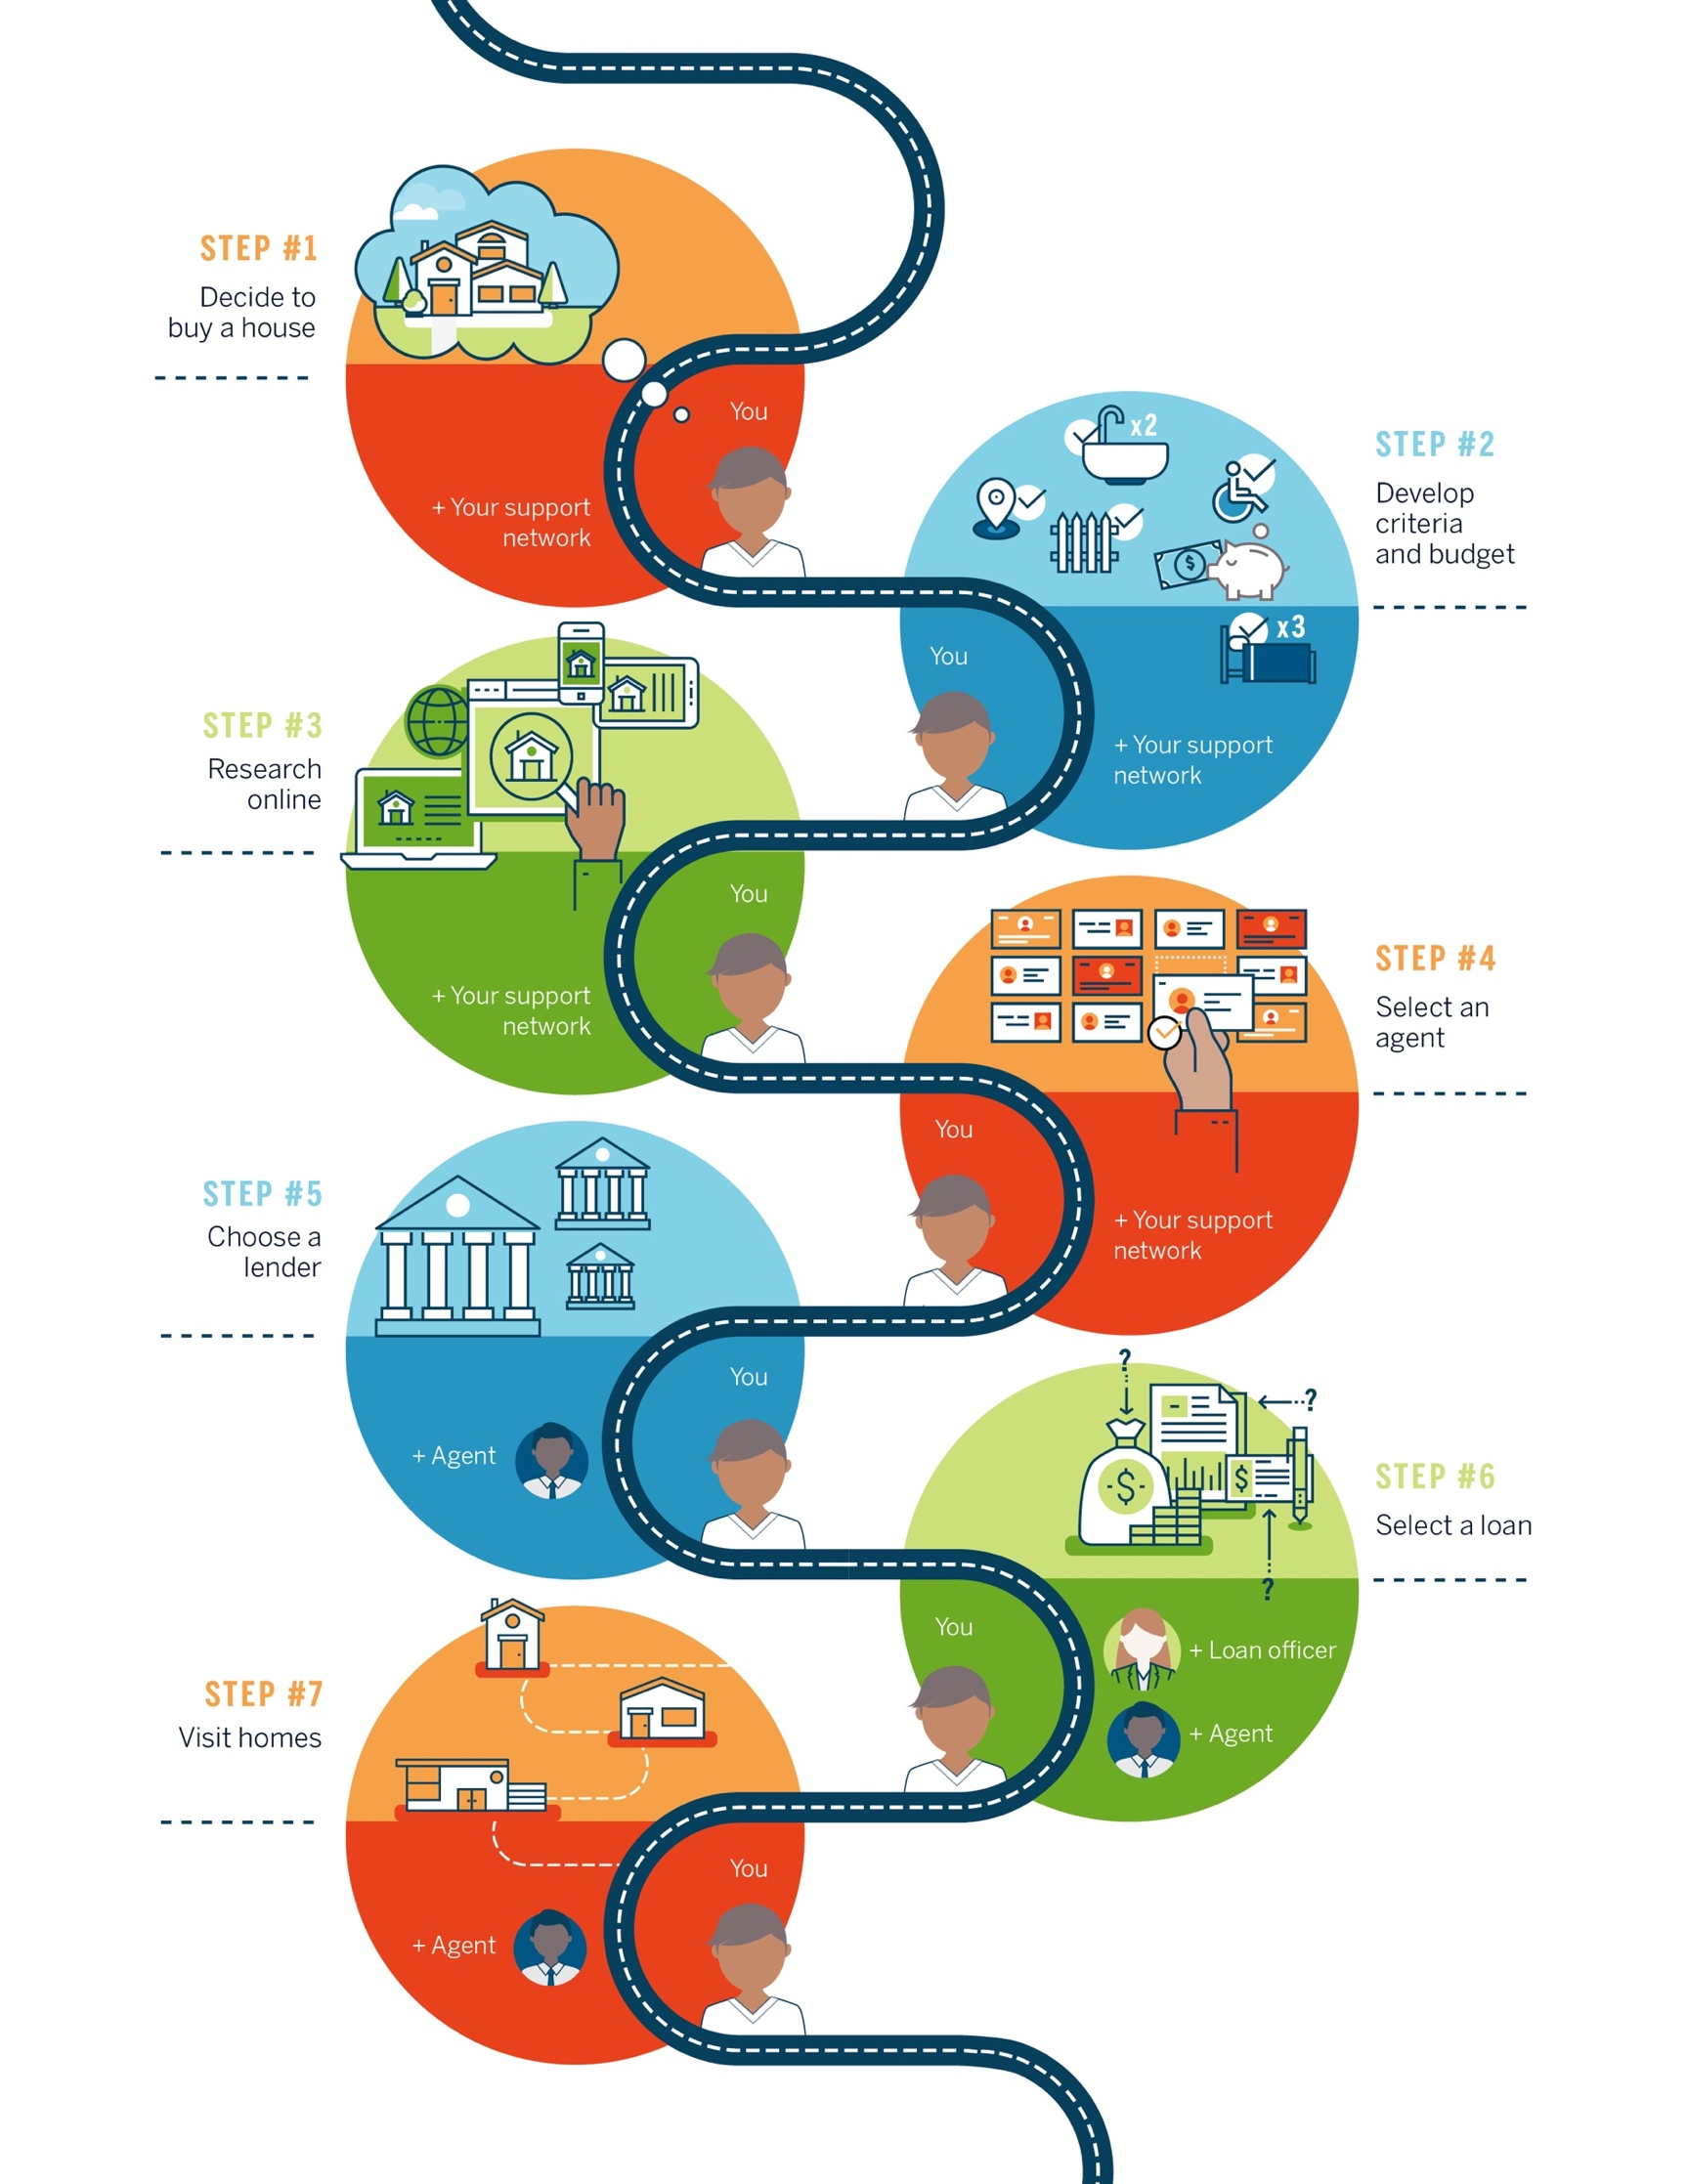 STEP #1
Decide to
buy a house
You
+ Your support
network
x2
STEP #2
Develop
criteria
and budget
$
x3
You
+ Your support
network
STEP #3
Research
online
You
+ Your support
network
STEP #4
Select an
agent
You
+ Your support
network
STEP #5
Choose a
lender
You
+ Agent
?
?
$
$
?
STEP #6
Select a loan
You
+ Loan officer
+ Agent
STEP #7
Visit homes
You
+ Agent